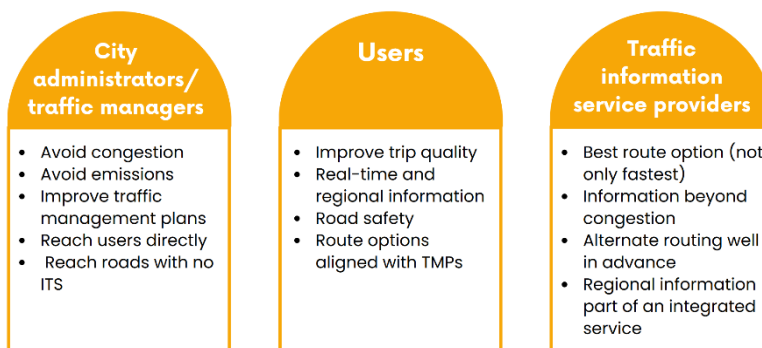 City
administrators/
traffic managers
• Avoid congestion
• Avoid emissions
• Improve traffic
management plans
• Reach users directly
• Reach roads with no
ITS
Users
• Improve trip quality
• Real-time and
regional information
• Road safety
• Route options
aligned with TMPs
Traffic
information
service providers
• Best route option (not
only fastest)
• Information beyond
congestion
• Alternate routing well
in advance
• Regional information
part of an integrated
service